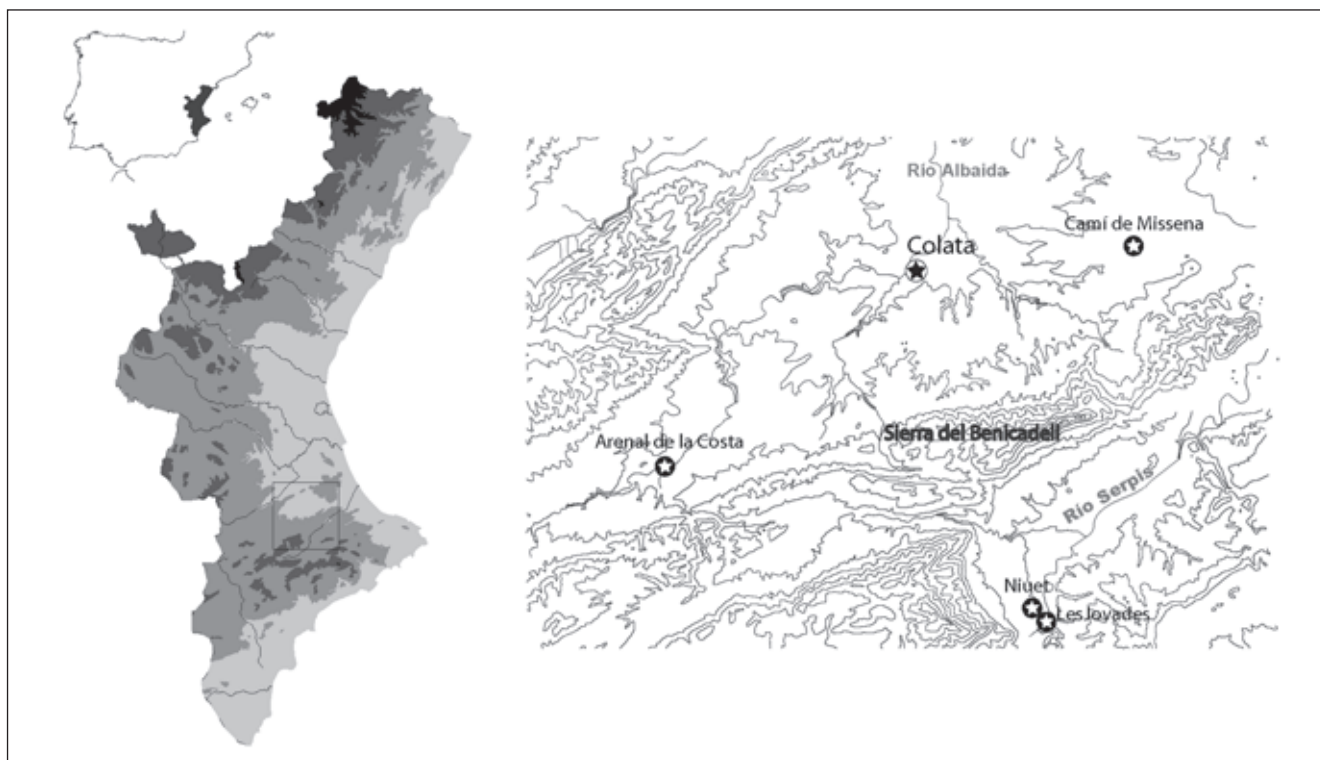 Río Albaida
Camí de Missena
Colata
Sierra del Benicadell
Arenal de la Costa
Río Serpis
Niuet
Les Jovades